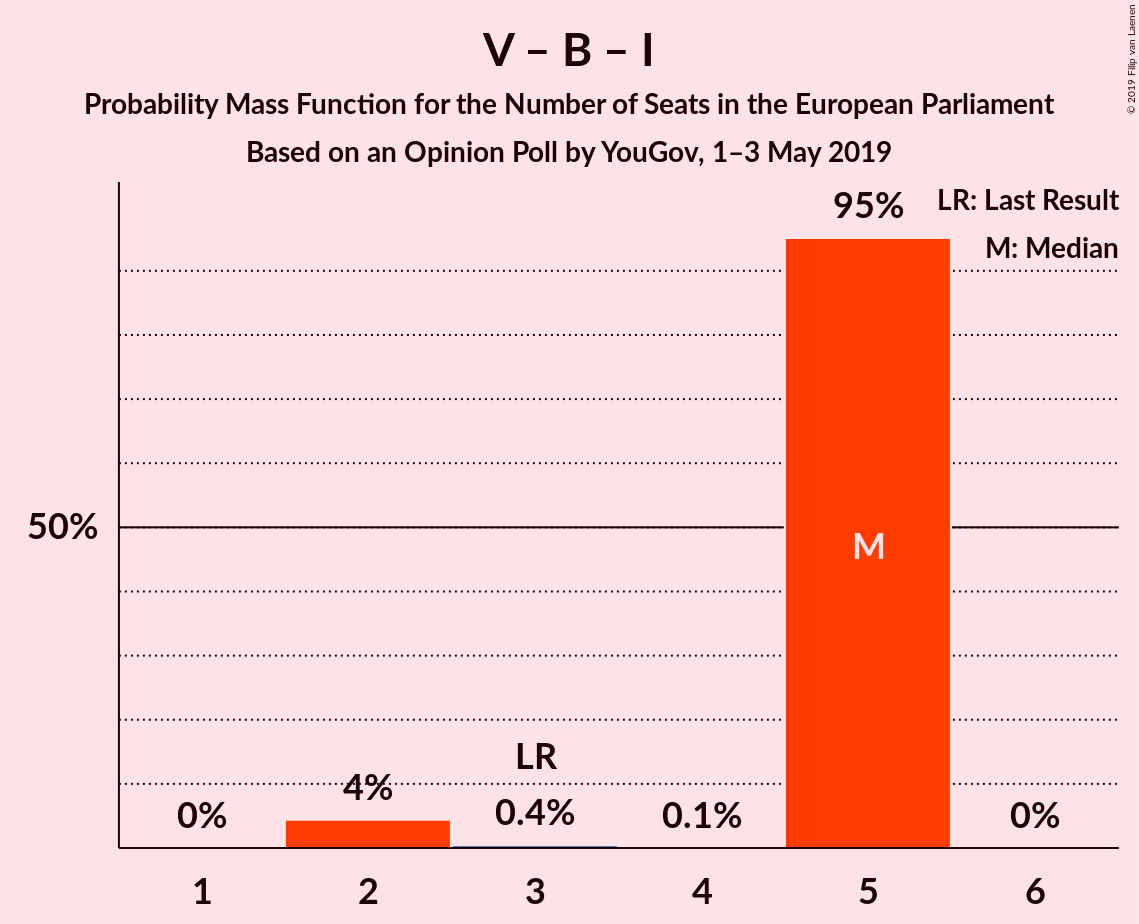 V – B – I
Probability Mass Function for the Number of Seats in the European Parliament
Based on an Opinion Poll by YouGov, 1–3 May 2019
© 2019 Filip van Laenen
LR: Last Result
M: Median
95%
50%
M
LR
0%
4%
0.4%
0.1%
0%
1 2 3 4 5 6